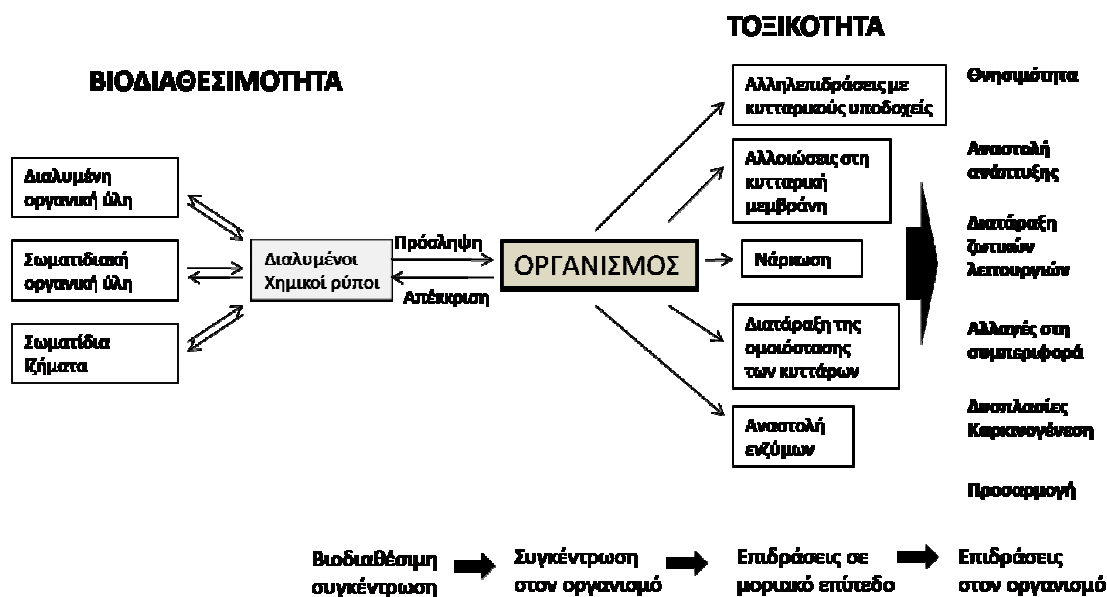 ΤΟΞΙΚΟΤΗΤΑ
ΒΙΟΔΙΑΘΕΣΙΜΟΤΗΤΑ
Διαλυμένη
οργανική ύλη
Σωματιδιακή
οργανική ύλη
Σωματίδια
Ιζήματα
Διαλυμένοι
Χημικοί ρύποι
Πρόσληψη
Απέκκριση
ΟΡΓΑΝΙΣΜΟΣ
Αλληλεπιδράσεις με
κυτταρικούς υποδοχείς
Αλλοιώσεις στη
κυτταρική
μεμβράνη
Νάρκωση
Διατάραξη της
ομοιόστασης
των κυττάρων
Αναστολή
ενζύμων
Θνησιμότητα
Αναστολή
ανάπτυξης
Διατάραξη
ζωτικών
λειτουργιών
Αλλαγές στη
συμπεριφορά
Δυσπλασίες
Καρκινογένεση
Προσαρμογή
Βιοδιαθέσιμη
συγκέντρωση
Συγκέντρωση
στον οργανισμό
Επιδράσεις σε
μοριακό επίπεδο
Επιδράσεις
στον οργανισμό